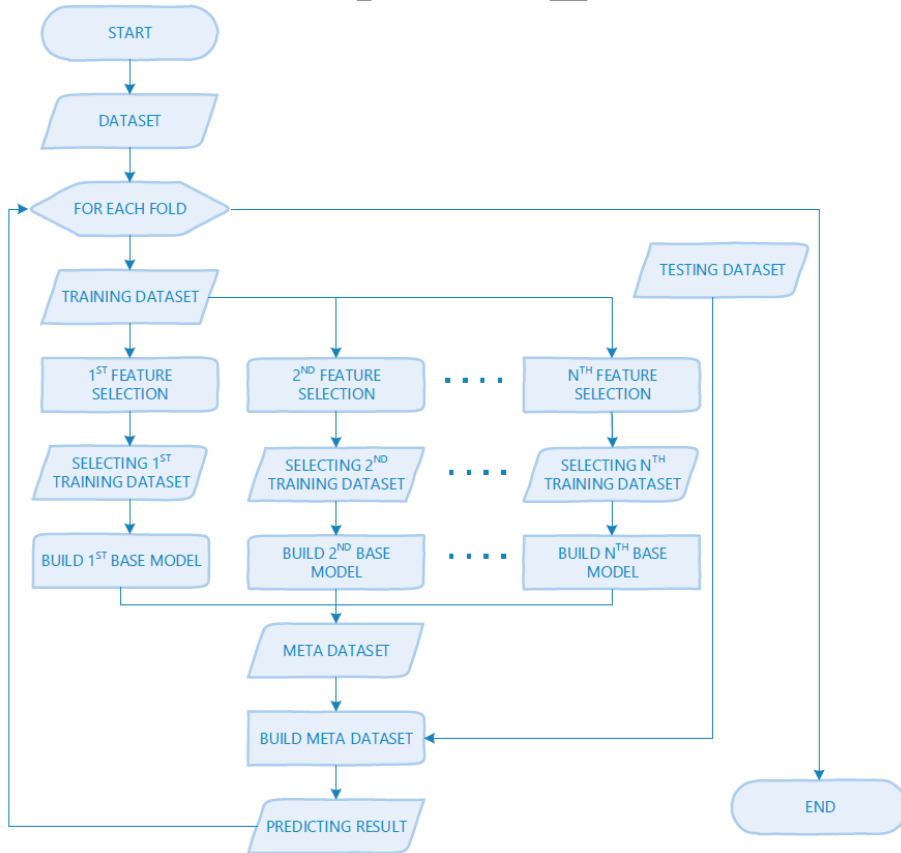 START
DATASET
FOR EACH FOLD
TESTING DATASET
TRAINING DATASET
1ST FEATURE
SELECTION
2ND FEATURE
SELECTION
NTH FEATURE
SELECTION
SELECTING 1ST
TRAINING DATASET
SELECTING 2ND
TRAINING DATASET
SELECTING NTH
TRAINING DATASET
BUILD 1ST BASE MODEL
BUILD 2ND BASE
MODEL
BUILD NTH BASE
MODEL
META DATASET
BUILD META DATASET
PREDICTING RESULT
END